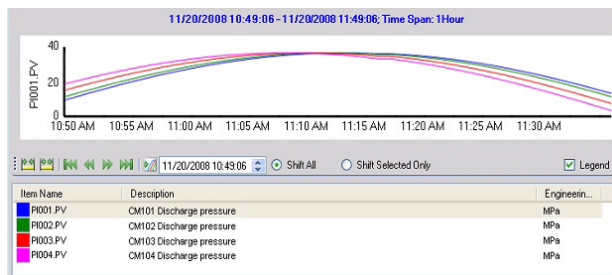 11/20/2008 10:49:06 - 11/20/2008 11:49:06; Time Span: 1Hour
40
20
0
PI001.PV
10:50 AM 10:55 AM 11:00 AM 11:05 AM 11:10 AM 11:15 AM 11:20 AM 11:25 AM 11:30 AM
11/20/2008 10:49:06 Shift All Shift Selected Only Legend
Item Name Description Engineerin...
PI001.PV CM101 Discharge pressure MPa
PI002.PV CM102 Discharge pressure MPa
PI003.PV CM103 Discharge pressure MPa
PI004.PV CM104 Discharge pressure MPa